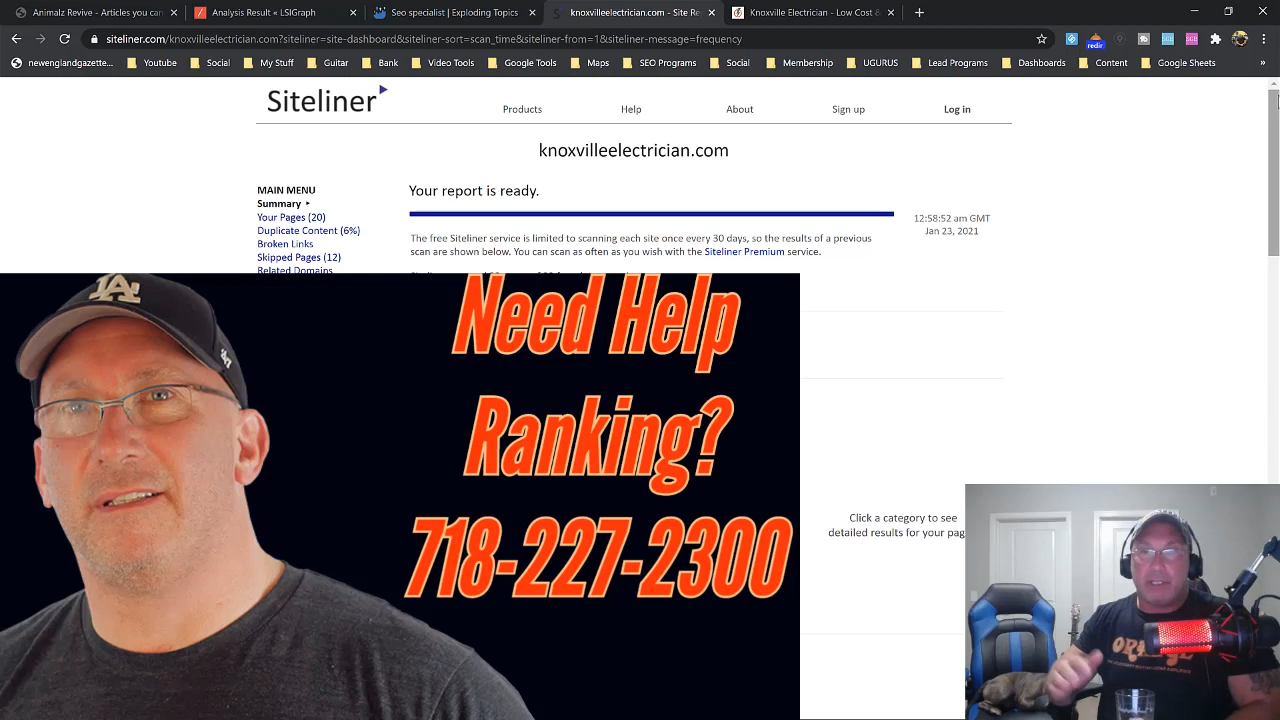 Animalz Revive - Articles you can
Analysis Result « LSIGraph
Seo specialist | Exploding Topics
knoxvilleelectrician.com - Site Re
Knoxville Electrician - Low Cost &
siteliner.com/knoxvilleelectrician.com?siteliner=site-dashboard&siteliner-sort=scan_time&siteliner-from=1&siteliner-message=frequency
redir
newenglandgazette...
Youtube
Social
My Stuff
Guitar
Bank
Video Tools
Google Tools
Maps
SEO Programs
Social
Membership
UGURUS
Lead Programs
Dashboards
Content
Google Sheets
Siteliner
Products
Help
About
Sign up
Log in
knoxvilleelectrician.com
MAIN MENU
Summary
Your Pages (20)
Duplicate Content (6%)
Broken Links
Skipped Pages (12)
Related Domains
Your report is ready.
12:58:52 am GMT
Jan 23, 2021
The free Siteliner service is limited to scanning each site once every 30 days, so the results of a previous
scan are shown below. You can scan as often as you wish with the Siteliner Premium service.
LA
47
Need Help
Ranking?
718-227-2300
Click a category to see
detailed results for your pag
ORANGE